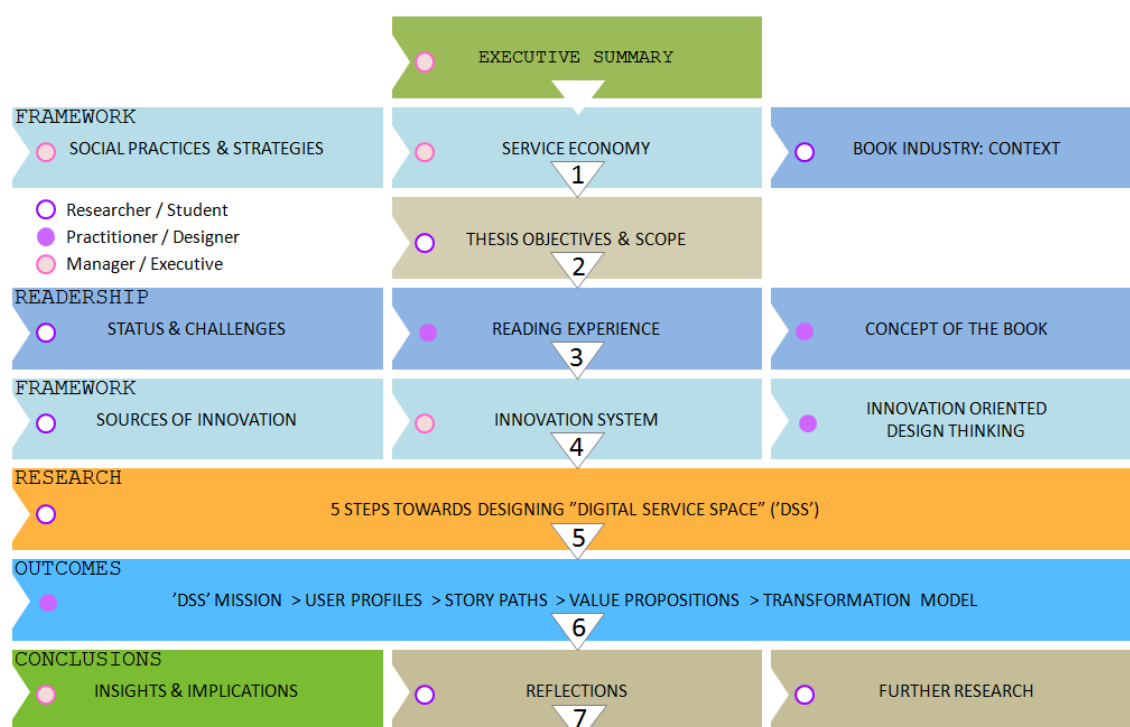 EXECUTIVE SUMMARY
FRAMEWORK
SOCIAL PRACTICES & STRATEGIES
SERVICE ECONOMY
1
BOOK INDUSTRY: CONTEXT
Researcher / Student
Practitioner / Designer
Manager / Executive
THESIS OBJECTIVES & SCOPE
2
READERSHIP
STATUS & CHALLENGES
READING EXPERIENCE
3
CONCEPT OF THE BOOK
FRAMEWORK
SOURCES OF INNOVATION
INNOVATION SYSTEM
4
INNOVATION ORIENTED
DESIGN THINKING
RESEARCH
5 STEPS TOWARDS DESIGNING ”DIGITAL SERVICE SPACE” (’DSS’)
5
OUTCOMES
’DSS’ MISSION > USER PROFILES > STORY PATHS > VALUE PROPOSITIONS > TRANSFORMATION MODEL
6
CONCLUSIONS
INSIGHTS & IMPLICATIONS
REFLECTIONS
7
FURTHER RESEARCH